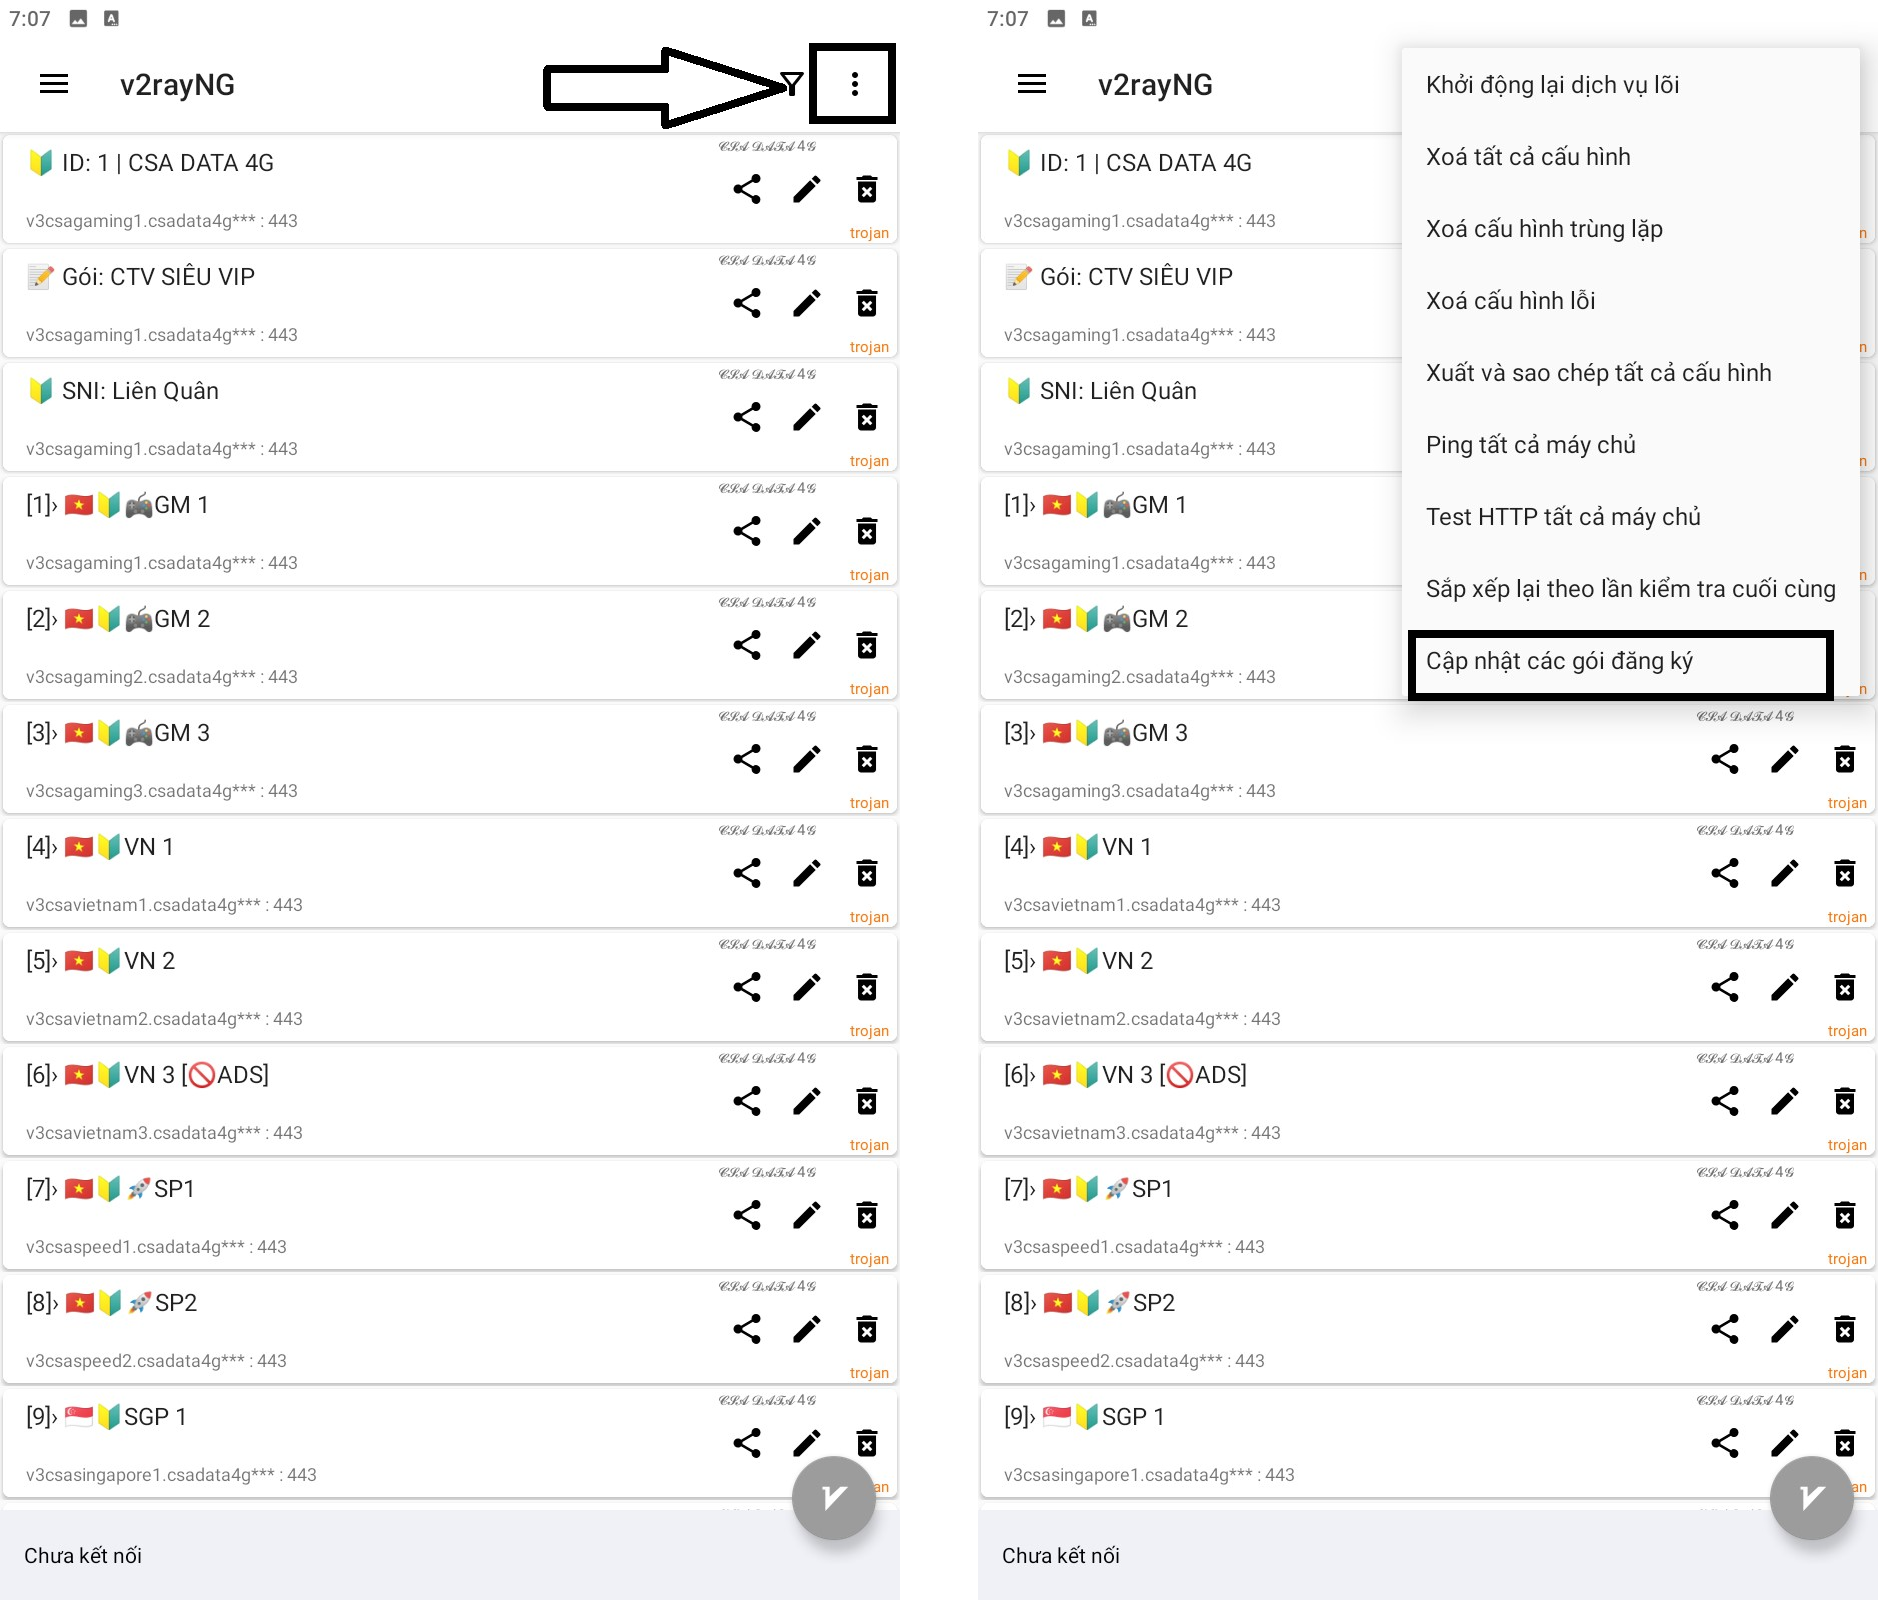 7:07
v2rayNG
CSA DATA 4G
ID: 1 | CSA DATA 4G
v3csagaming1.csadata4g*** : 443
trojan
CSA DATA 4G
Gói: CTV SIÊU VIP
v3csagaming1.csadata4g*** : 443
trojan
CSA DATA 4G
SNI: Liên Quân
v3csagaming1.csadata4g*** : 443
trojan
CSA DATA 4G
[1]› GM 1
v3csagaming1.csadata4g*** : 443
trojan
CSA DATA 4G
[2]› GM 2
v3csagaming2.csadata4g*** : 443
trojan
CSA DATA 4G
[3]› GM 3
v3csagaming3.csadata4g*** : 443
trojan
CSA DATA 4G
[4]› VN 1
v3csavietnam1.csadata4g*** : 443
trojan
CSA DATA 4G
[5]› VN 2
v3csavietnam2.csadata4g*** : 443
trojan
CSA DATA 4G
[6]› VN 3 [🚫ADS]
v3csavietnam3.csadata4g*** : 443
trojan
CSA DATA 4G
[7]› SP1
v3csaspeed1.csadata4g*** : 443
trojan
CSA DATA 4G
[8]› SP2
v3csaspeed2.csadata4g*** : 443
trojan
CSA DATA 4G
[9]› SGP 1
v3csasingapore1.csadata4g*** : 443
an
Chưa kết nối
7:07
v2rayNG
ID: 1 | CSA DATA 4G
v3csagaming1.csadata4g*** : 443
n
Gói: CTV SIÊU VIP
v3csagaming1.csadata4g*** : 443
n
SNI: Liên Quân
v3csagaming1.csadata4g*** : 443
n
[1]› GM 1
v3csagaming1.csadata4g*** : 443
n
[2]› GM 2
v3csagaming2.csadata4g*** : 443
n
Khởi động lại dịch vụ lõi
Xoá tất cả cấu hình
Xoá cấu hình trùng lặp
Xoá cấu hình lỗi
Xuất và sao chép tất cả cấu hình
Ping tất cả máy chủ
Test HTTP tất cả máy chủ
Sắp xếp lại theo lần kiểm tra cuối cùng
Cập nhật các gói đăng ký
CSA DATA 4G
[3]› GM 3
v3csagaming3.csadata4g*** : 443
trojan
CSA DATA 4G
[4]› VN 1
v3csavietnam1.csadata4g*** : 443
trojan
CSA DATA 4G
[5]› VN 2
v3csavietnam2.csadata4g*** : 443
trojan
CSA DATA 4G
[6]› VN 3 [🚫ADS]
v3csavietnam3.csadata4g*** : 443
trojan
CSA DATA 4G
[7]› SP1
v3csaspeed1.csadata4g*** : 443
trojan
CSA DATA 4G
[8]› SP2
v3csaspeed2.csadata4g*** : 443
trojan
CSA DATA 4G
[9]› SGP 1
v3csasingapore1.csadata4g*** : 443
an
Chưa kết nối